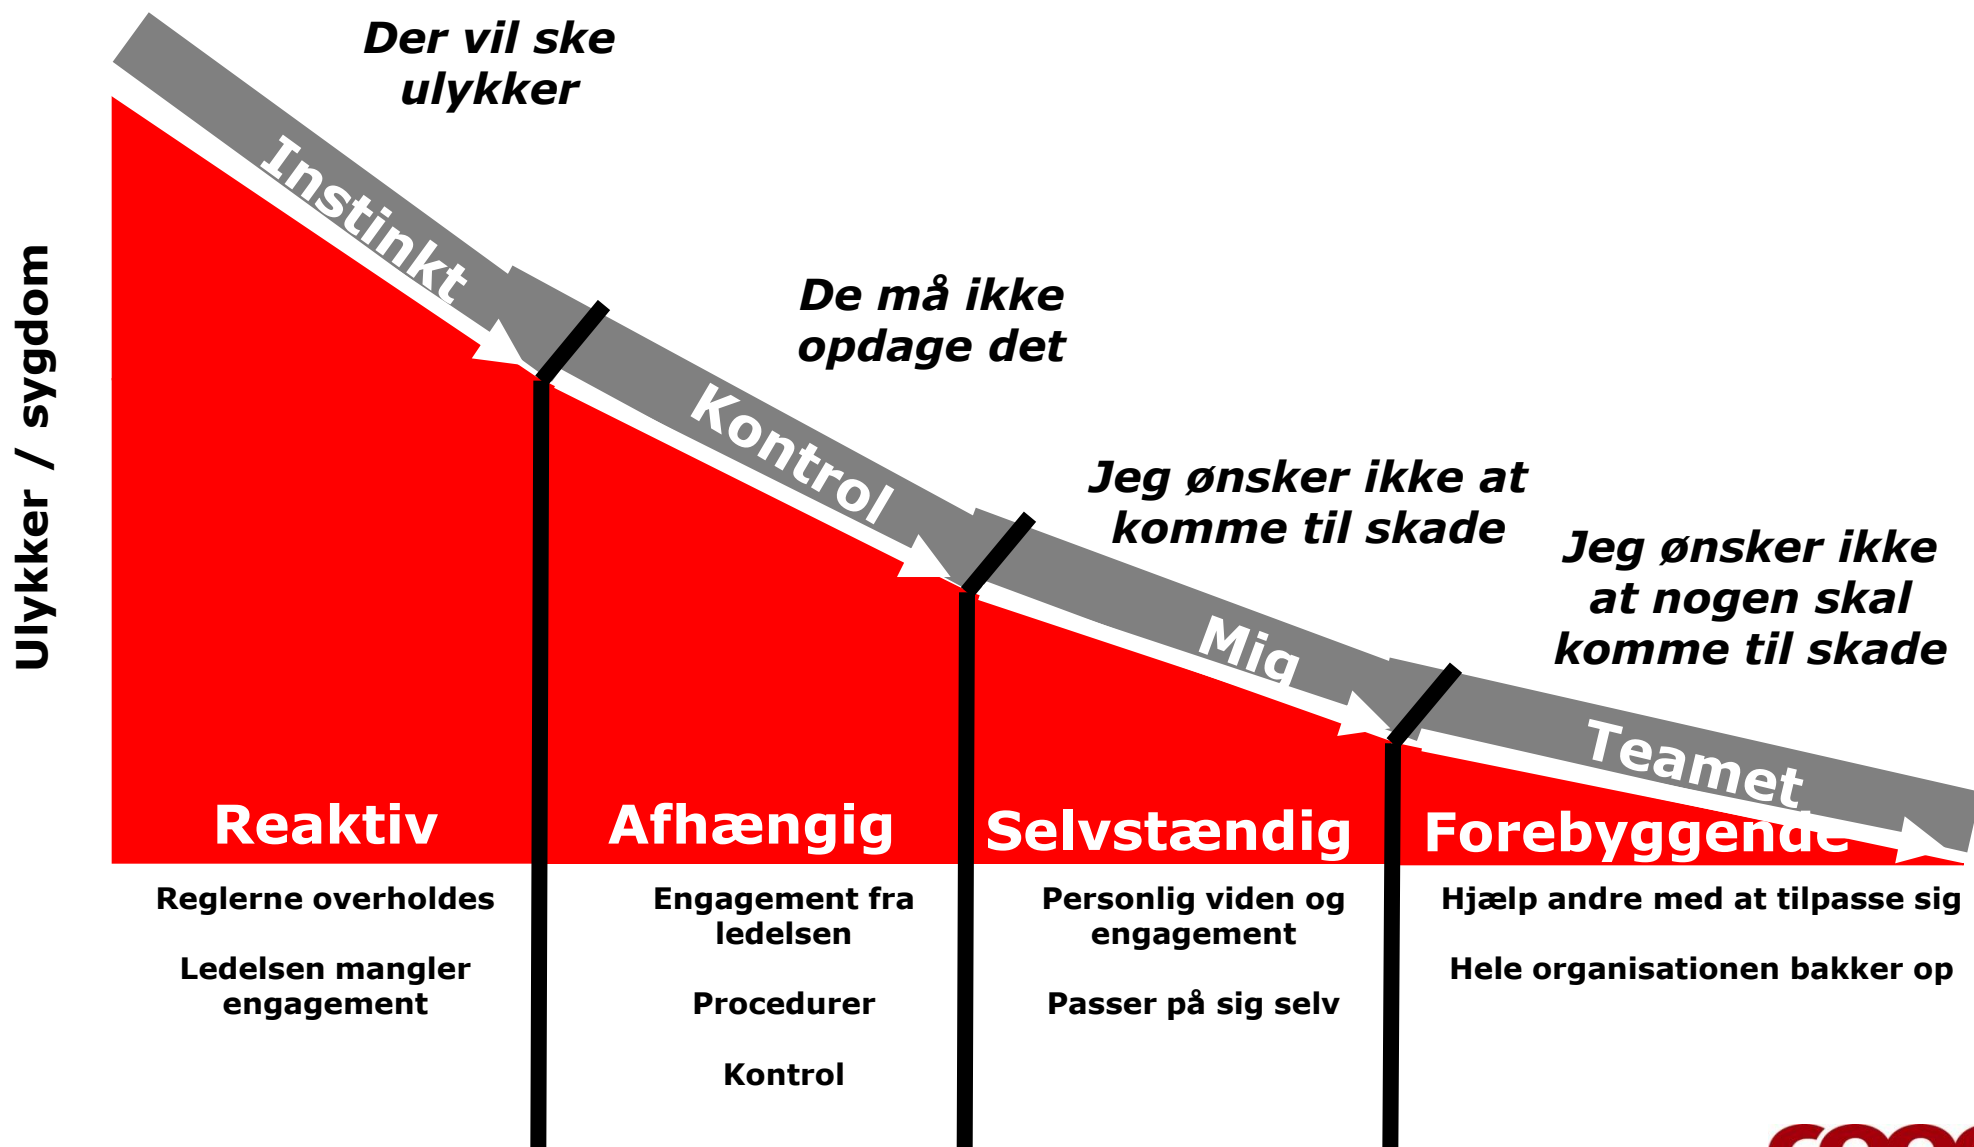 Der vil ske
ulykker
Instinkt
De må ikke
opdage det
Kontrol
Jeg ønsker ikke at
komme til skade
Mig
Jeg ønsker ikke
at nogen skal
komme til skade
Teamet
Ulykker / sygdom
Reaktiv
Afhængig
Selvstændig
Forebyggende
Reglerne overholdes
Ledelsen mangler
engagement
Engagement fra
ledelsen
Procedurer
Kontrol
Personlig viden og
engagement
Passer på sig selv
Hjælp andre med at tilpasse sig
Hele organisationen bakker op